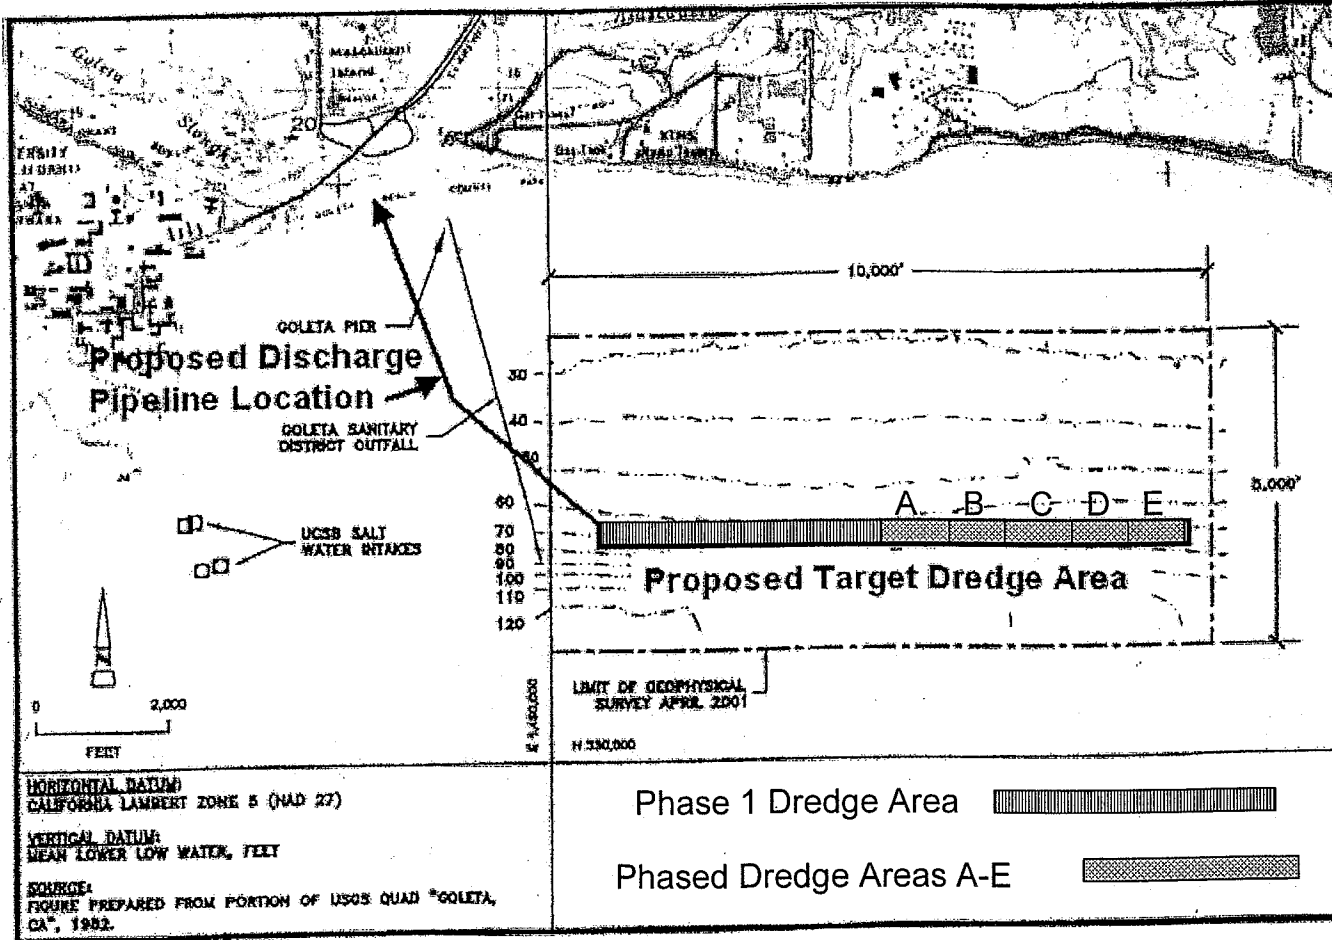 Goleta
Slough
Island
20
10,000'
GOLETA PIER
Proposed Discharge
Pipeline Location
GOLETA SANITARY
DISTRICT OUTFALL
30
40
50
60
70
80
90
100
110
120
5,000'
A B C D E
UCSB SALT
WATER INTAKES
Proposed Target Dredge Area
N
0 2,000
FEET
LIMIT OF GEOPHYSICAL
SURVEY APRIL 2001
HORIZONTAL DATUM:
CALIFORNIA LAMBERT ZONE 5 (NAD 27)
VERTICAL DATUM:
MEAN LOWER LOW WATER, FEET
SOURCE:
FIGURE PREPARED FROM PORTION OF USGS QUAD "GOLETA,
CA", 1982.
Phase 1 Dredge Area
Phased Dredge Areas A-E